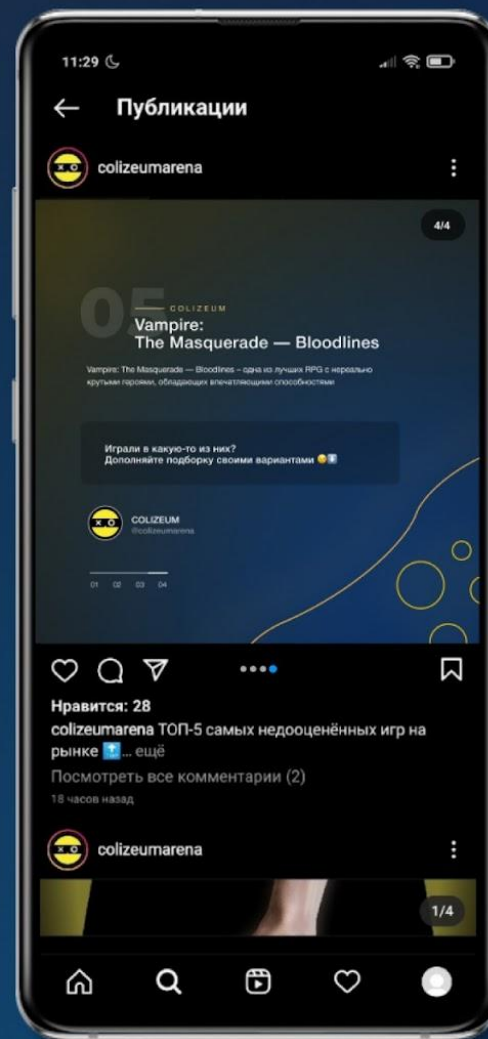 11:29
Публикации
colizeumarena
4/4
05
COLIZEUM
Vampire:
The Masquerade — Bloodlines
Vampire: The Masquerade — Bloodlines – одна из лучших RPG с нереально
крутыми героями, обладающих впечатляющими способностями
Играли в какую-то из них?
Дополняйте подборку своими вариантами
COLIZEUM
@colizeumarena
01 02 03 04
Нравится: 28
colizeumarena ТОП-5 самых недооценённых игр на
рынке ... ещё
Посмотреть все комментарии (2)
18 часов назад
colizeumarena
1/4